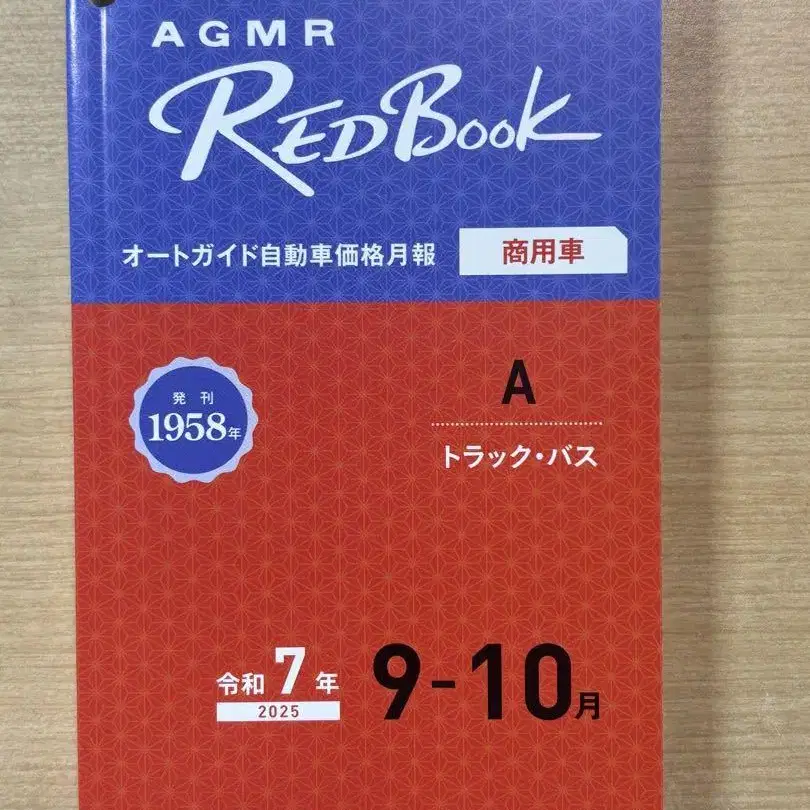 AGMR
REDBOOK
オートガイド自動車価格月報 商用車
発刊
1958年
A
トラック・バス
令和7年 9-10月
2025